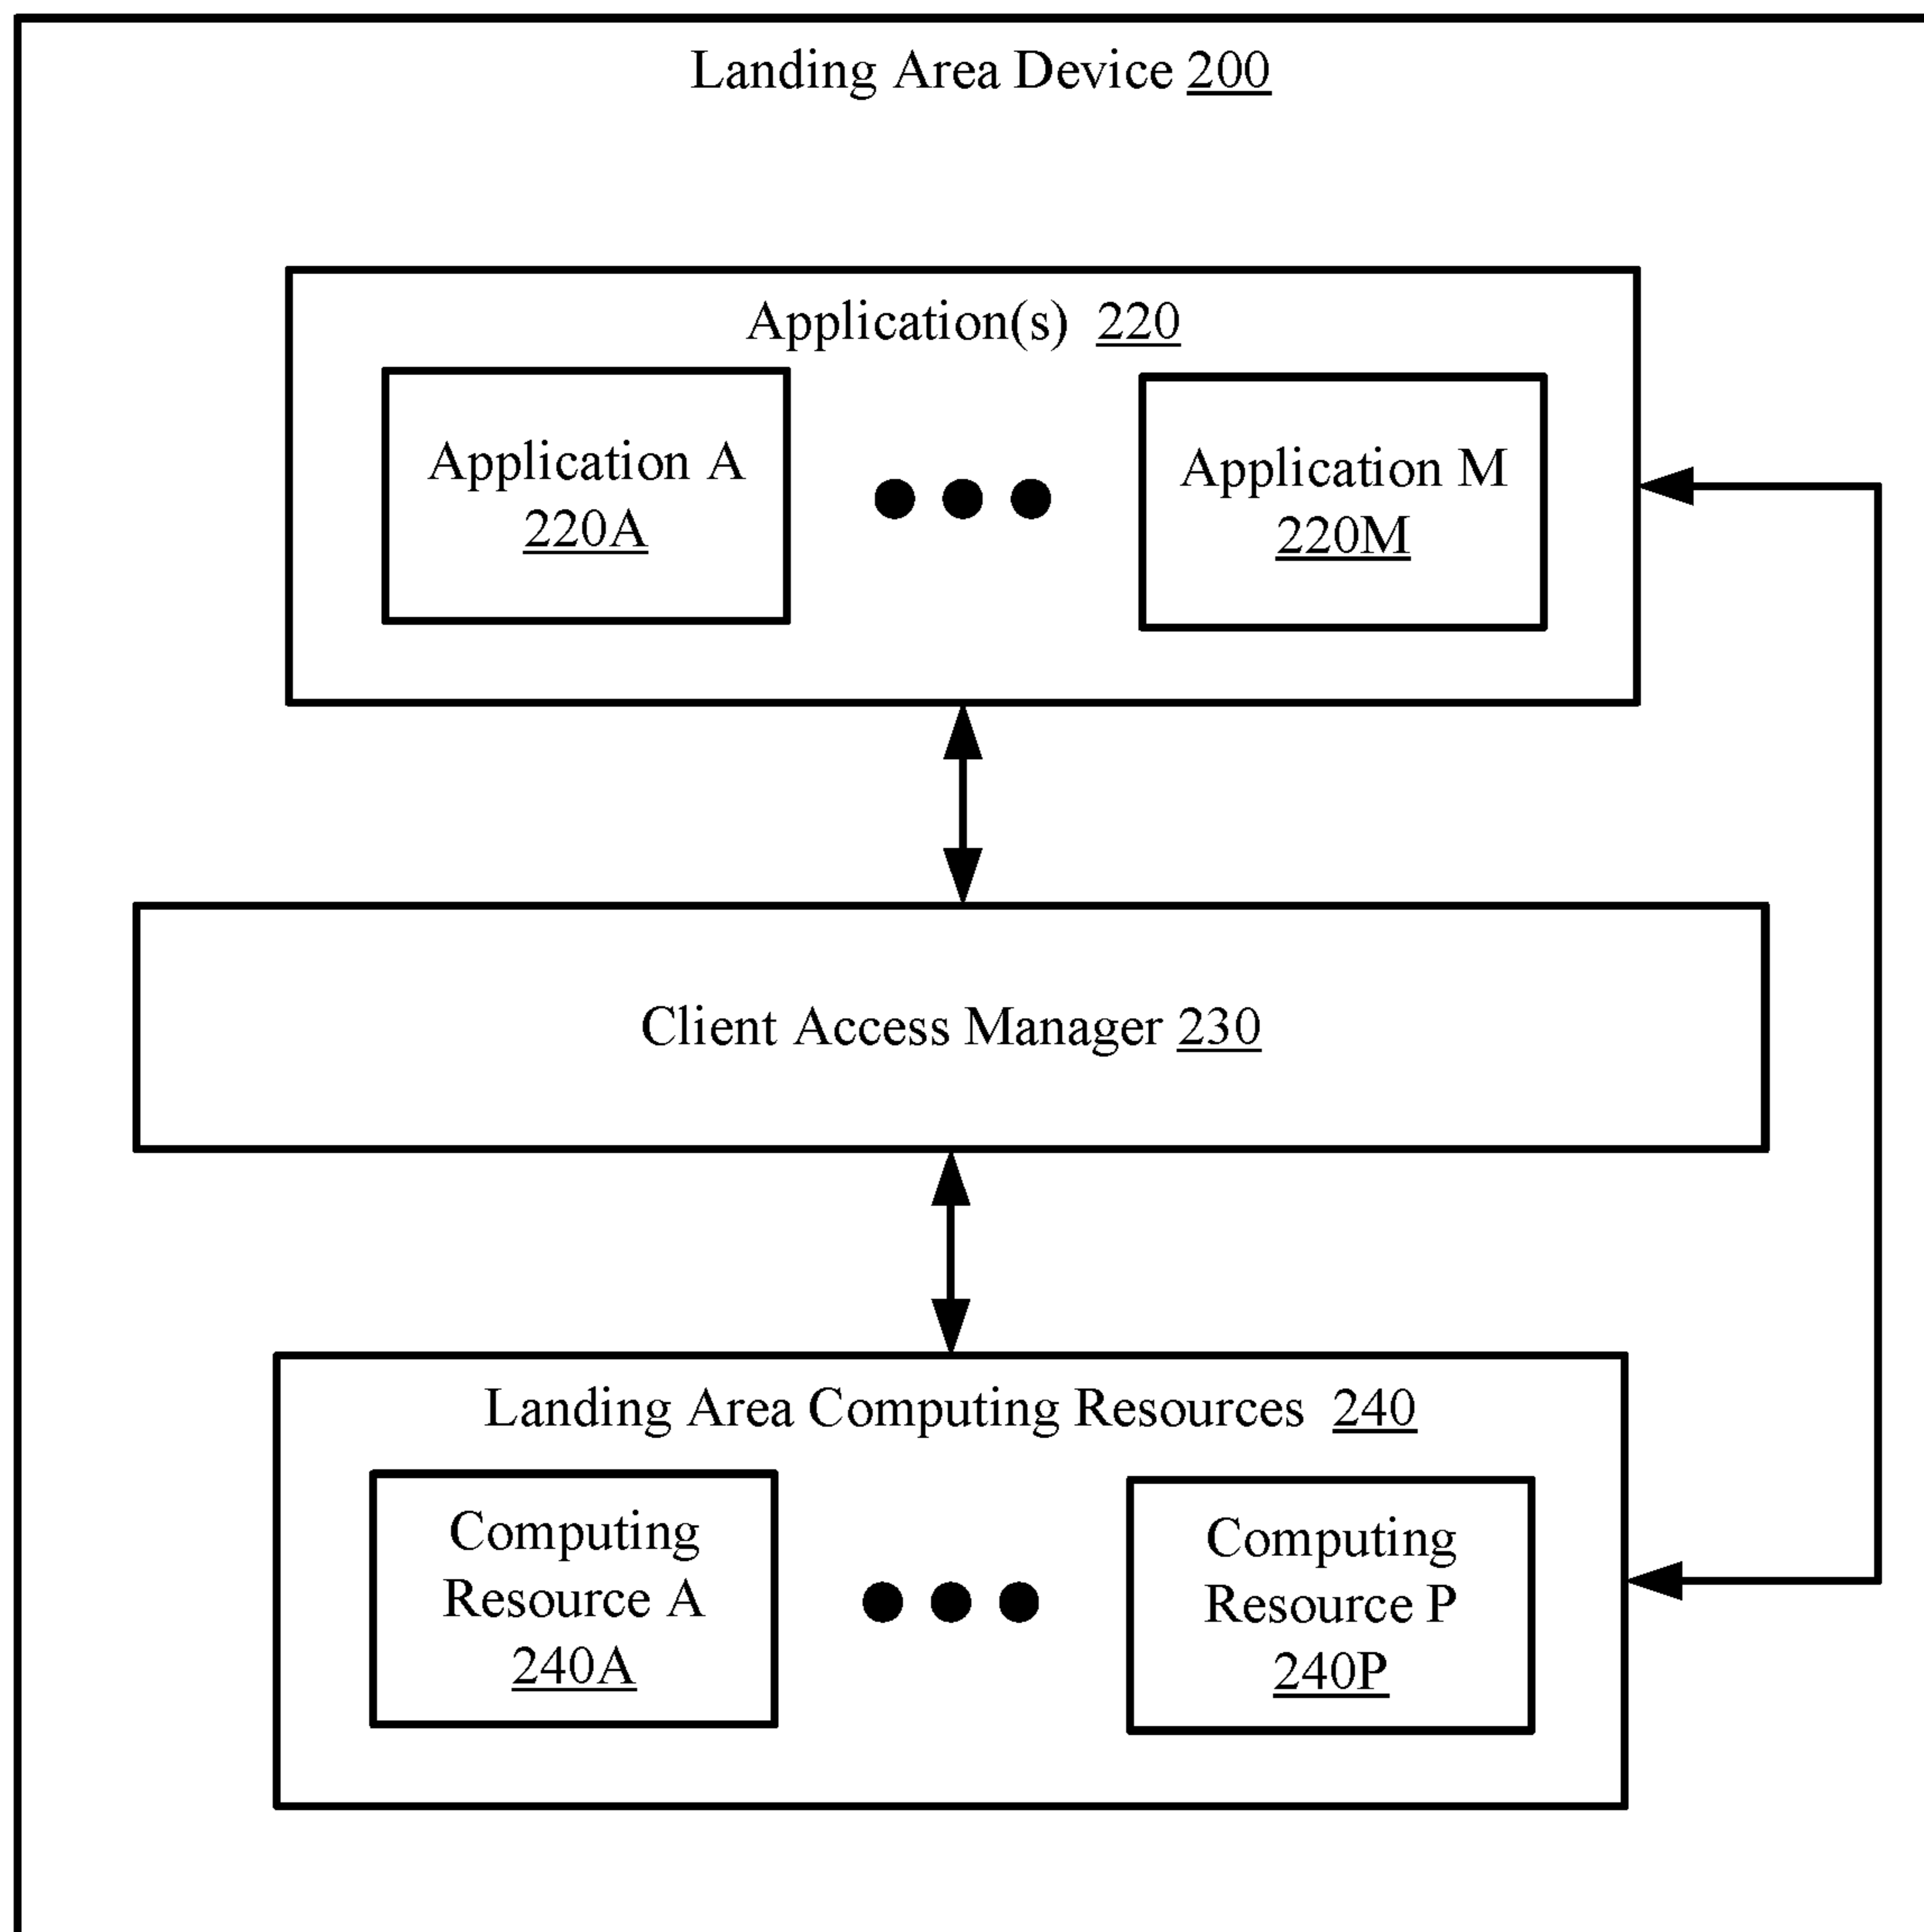 Landing Area Device 200
Application(s) 220
Application A
220A
Application M
220M
Client Access Manager 230
Landing Area Computing Resources 240
Computing
Resource A
240A
Computing
Resource P
240P